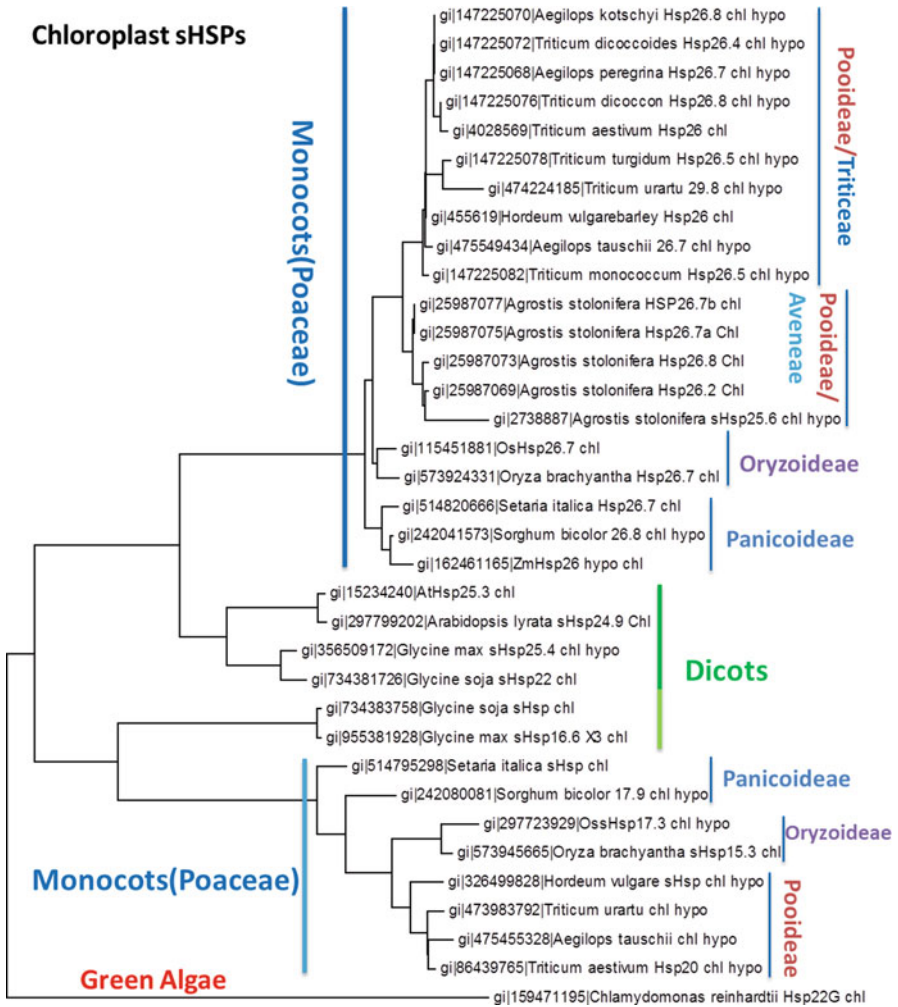 Chloroplast sHSPs
gi|147225070|Aegilops kotschyi Hsp26.8 chl hypo
gi|147225072|Triticum dicoccoides Hsp26.4 chl hypo
gi|147225068|Aegilops peregrina Hsp26.7 chl hypo
gi|147225076|Triticum dicoccon Hsp26.8 chl hypo
gi|4028569|Triticum aestivum Hsp26 chl
gi|147225078|Triticum turgidum Hsp26.5 chl hypo
gi|474224185|Triticum urartu 29.8 chl hypo
gi|455619|Hordeum vulgarebarley Hsp26 chl
gi|475549434|Aegilops tauschii 26.7 chl hypo
gi|147225082|Triticum monococcum Hsp26.5 chl hypo
Pooideae/Triticeae
Monocots(Poaceae)
gi|25987077|Agrostis stolonifera HSP26.7b chl
gi|25987075|Agrostis stolonifera Hsp26.7a Chl
gi|25987073|Agrostis stolonifera Hsp26.8 Chl
gi|25987069|Agrostis stolonifera Hsp26.2 Chl
gi|2738887|Agrostis stolonifera sHsp25.6 chl hypo
Pooideae/
Aveneae
gi|115451881|OsHsp26.7 chl
gi|573924331|Oryza brachyantha Hsp26.7 chl
Oryzoideae
gi|514820666|Setaria italica Hsp26.7 chl
gi|242041573|Sorghum bicolor 26.8 chl hypo
gi|162461165|ZmHsp26 hypo chl
Panicoideae
gi|15234240|AtHsp25.3 chl
gi|297799202|Arabidopsis lyrata sHsp24.9 Chl
gi|356509172|Glycine max sHsp25.4 chl hypo
gi|734381726|Glycine soja sHsp22 chl
Dicots
gi|734383758|Glycine soja sHsp chl
gi|955381928|Glycine max sHsp16.6 X3 chl
gi|514795298|Setaria italica sHsp chl
gi|242080081|Sorghum bicolor 17.9 chl hypo
Panicoideae
gi|297723929|OssHsp17.3 chl hypo
gi|573945665|Oryza brachyantha sHsp15.3 chl
Oryzoideae
Monocots(Poaceae)
gi|326499828|Hordeum vulgare sHsp chl hypo
gi|473983792|Triticum urartu chl hypo
gi|475455328|Aegilops tauschii chl hypo
gi|86439765|Triticum aestivum Hsp20 chl hypo
Pooideae
Green Algae
gi|159471195|Chlamydomonas reinhardtii Hsp22G chl